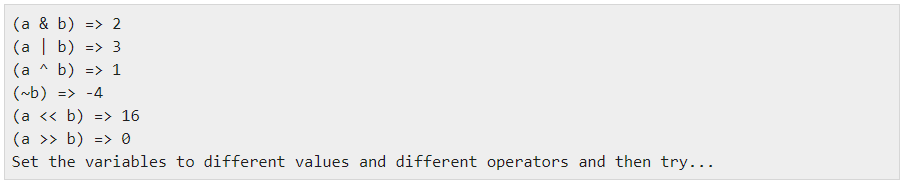 (a & b) => 2
(a | b) => 3
(a ^ b) => 1
(~b) => -4
(a << b) => 16
(a >> b) => 0
Set the variables to different values and different operators and then try...